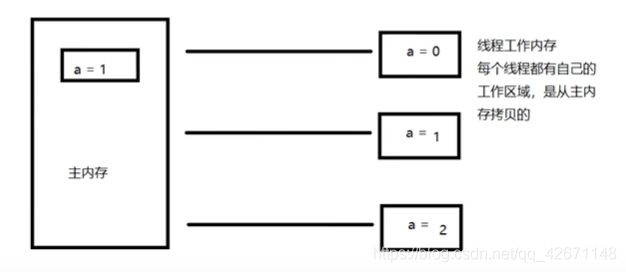 a = 1
主内存
a = 0
a = 1
a = 2
线程工作内存
每个线程都有自己的
工作区域，是从主内
存拷贝的
https://blog.csdn.net/qq_42671148